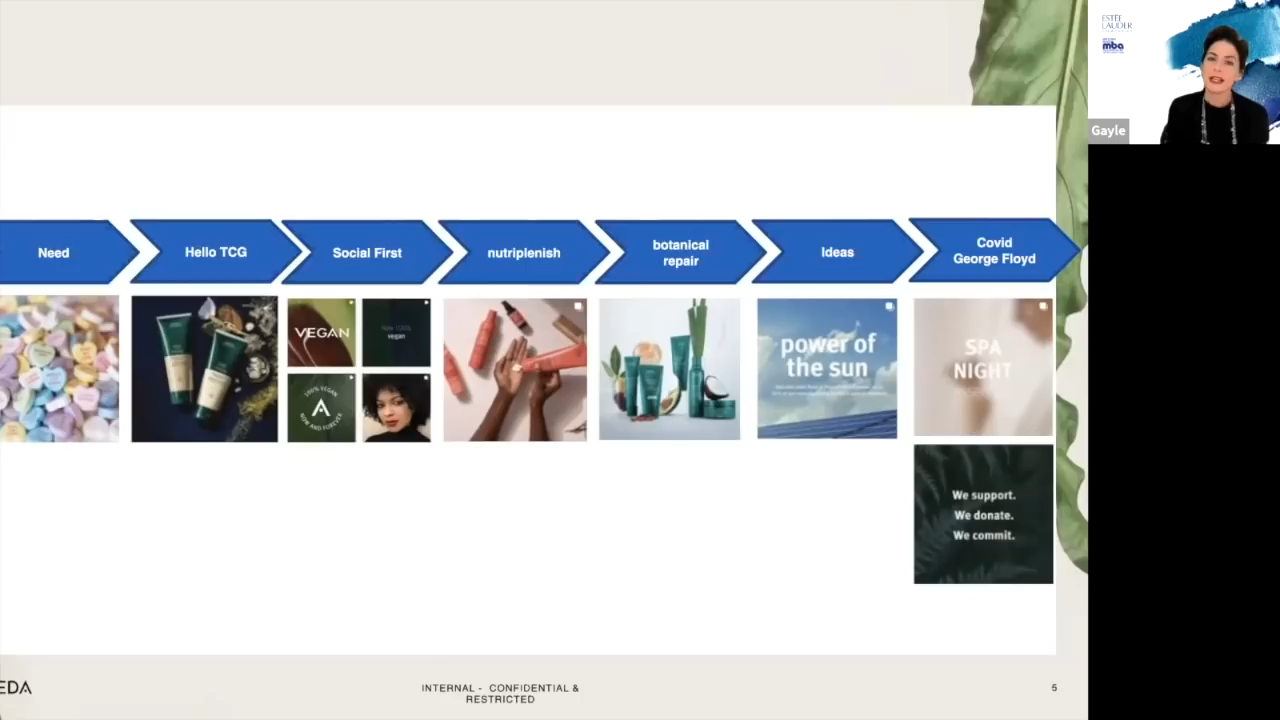 ESTĒE
LAUDER
mba
Gayle
Need
Hello TCG
Social First
nutriplenish
botanical
repair
Ideas
Covid
George Floyd
VEGAN
vegan
100% VEGAN
A
NOW AND FOREVER
power of
the sun
SPA
NIGHT
We support.
We donate.
We commit.
EDA
INTERNAL - CONFIDENTIAL &
RESTRICTED
5